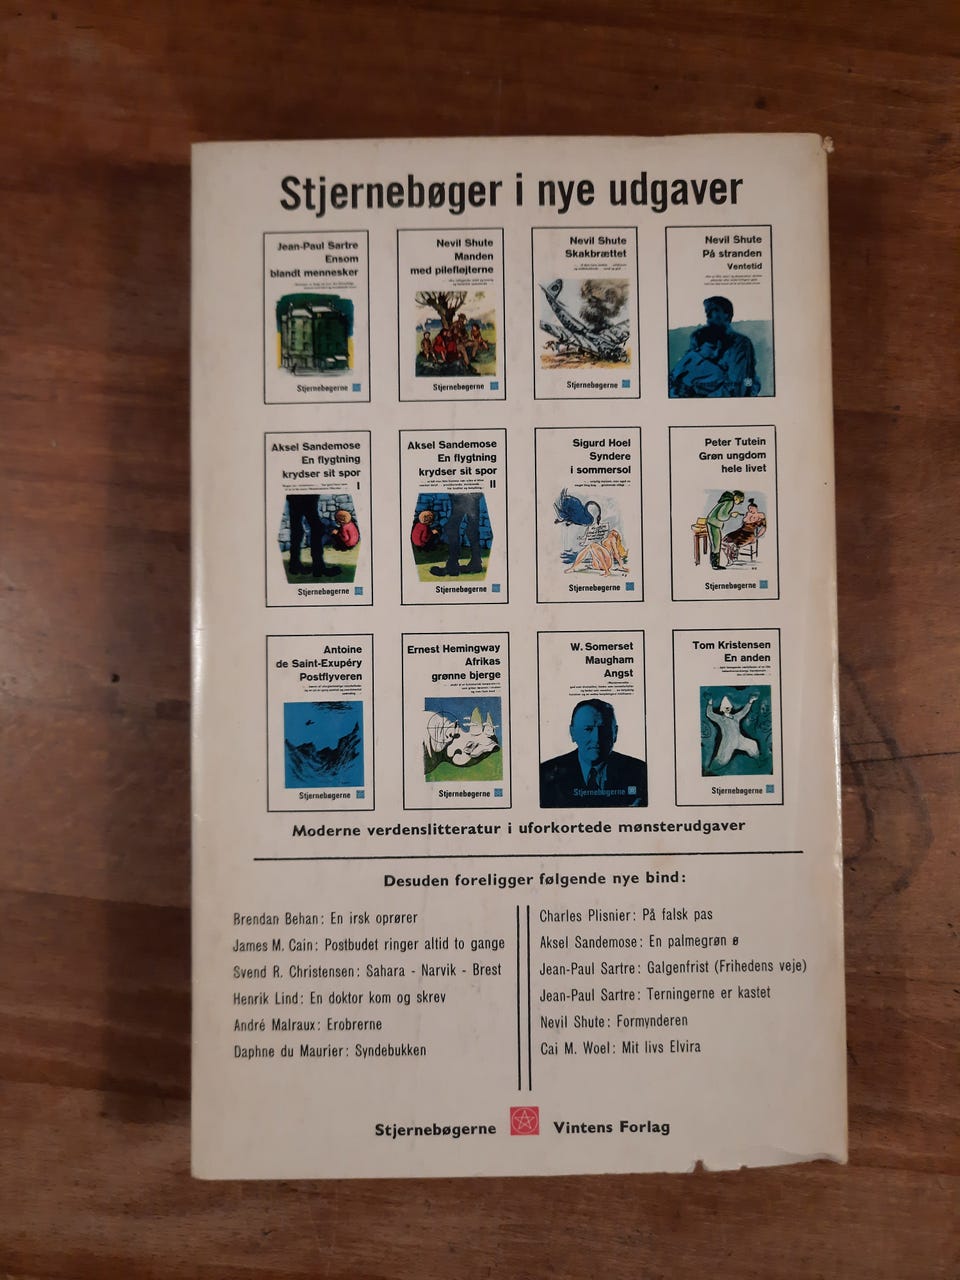 Stjernebøger i nye udgaver
Jean-Paul Sartre
Ensom
blandt mennesker
Stjernebøgerne
Nevil Shute
Manden
med pilefløjterne
Stjernebøgerne
Nevil Shute
Skakbrættet
Stjernebøgerne
Nevil Shute
På stranden
Ventetid
Stjernebøgerne
Aksel Sandemose
En flygtning
krydser sit spor
I
Stjernebøgerne
Aksel Sandemose
En flygtning
krydser sit spor
II
Stjernebøgerne
Sigurd Hoel
Syndere
i sommersol
Stjernebøgerne
Peter Tutein
Grøn ungdom
hele livet
Stjernebøgerne
Antoine
de Saint-Exupéry
Postflyveren
Stjernebøgerne
Ernest Hemingway
Afrikas
grønne bjerge
Stjernebøgerne
W. Somerset
Maugham
Angst
Stjernebøgerne
Tom Kristensen
En anden
Stjernebøgerne
Moderne verdenslitteratur i uforkortede mønsterudgaver
Desuden foreligger følgende nye bind:
Brendan Behan: En irsk oprører
James M. Cain: Postbudet ringer altid to gange
Svend R. Christensen: Sahara - Narvik - Brest
Henrik Lind: En doktor kom og skrev
André Malraux: Erobrerne
Daphne du Maurier: Syndebukken
Charles Plisnier: På falsk pas
Aksel Sandemose: En palmegrøn ø
Jean-Paul Sartre: Galgenfrist (Frihedens veje)
Jean-Paul Sartre: Terningerne er kastet
Nevil Shute: Formynderen
Cai M. Woel: Mit livs Elvira
Stjernebøgerne Vintens Forlag